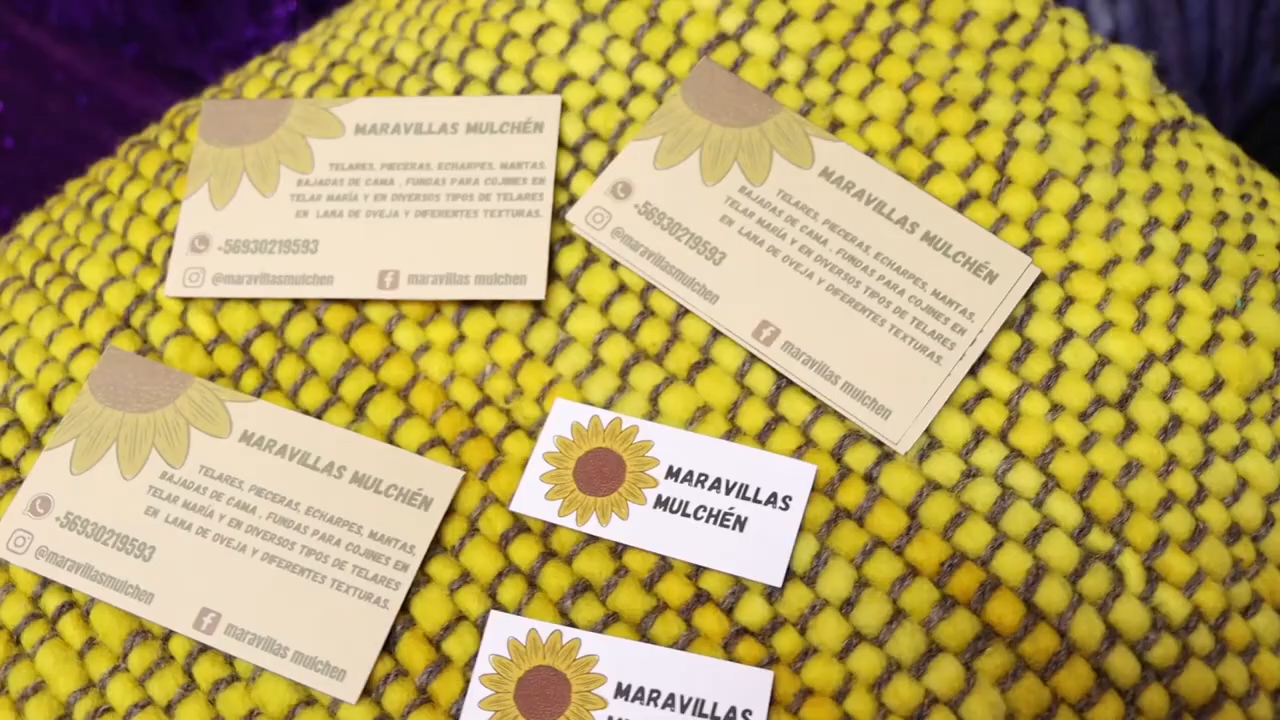 MARAVILLAS MULCHÉN
TELARES, PIECERAS, ECHARPES, MANTAS,
BAJADAS DE CAMA , FUNDAS PARA COJINES EN
TELAR MARÍA Y EN DIVERSOS TIPOS DE TELARES
EN LANA DE OVEJA Y DIFERENTES TEXTURAS.
+56930219593
@maravillasmulchen
maravillas mulchen
MARAVILLAS MULCHÉN
TELARES, PIECERAS, ECHARPES, MANTAS,
BAJADAS DE CAMA , FUNDAS PARA COJINES EN
TELAR MARÍA Y EN DIVERSOS TIPOS DE TELARES
EN LANA DE OVEJA Y DIFERENTES TEXTURAS.
+56930219593
@maravillasmulchen
maravillas mulchen
MARAVILLAS MULCHÉN
TELARES, PIECERAS, ECHARPES, MANTAS,
BAJADAS DE CAMA , FUNDAS PARA COJINES EN
TELAR MARÍA Y EN DIVERSOS TIPOS DE TELARES
EN LANA DE OVEJA Y DIFERENTES TEXTURAS.
+56930219593
@maravillasmulchen
maravillas mulchen
MARAVILLAS
MULCHÉN
MARAVILLAS